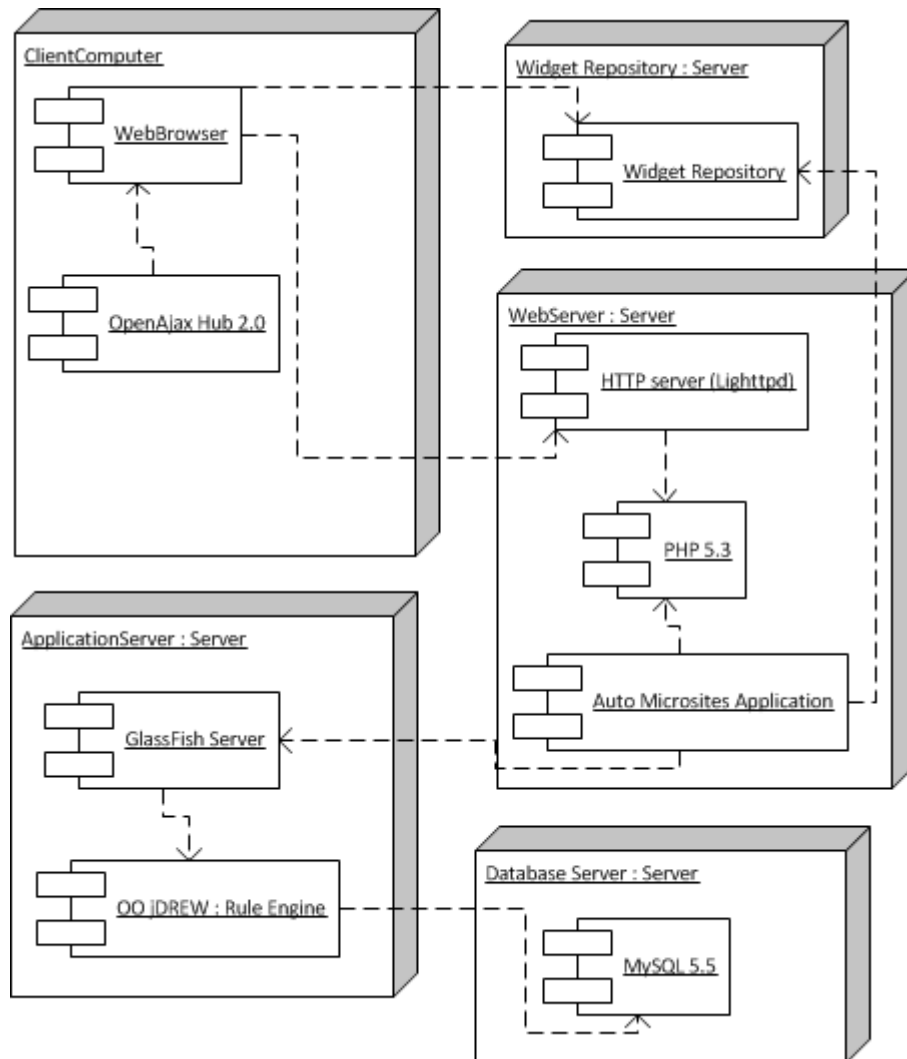 ClientComputer
WebBrowser
OpenAjax Hub 2.0
Widget Repository : Server
Widget Repository
WebServer : Server
HTTP server (Lighttpd)
PHP 5.3
Auto Microsites Application
ApplicationServer : Server
GlassFish Server
OO jDREW : Rule Engine
Database Server : Server
MySQL 5.5